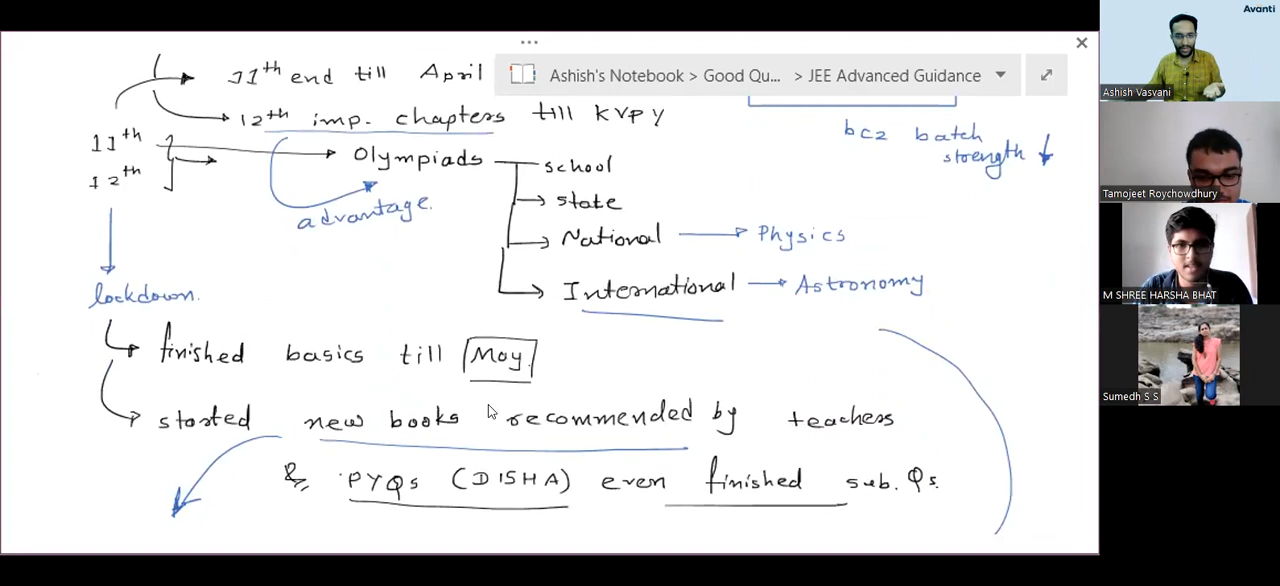 Avanti
11th end till April
Ashish's Notebook > Good Qu... > JEE Advanced Guidance
Ashish Vasvani
12th imp. chapters till KVPY
bcz batch
strength
11th
12th
Olympiads
school
state
National
Physics
International
Astronomy
advantage.
Tamojeet Roychowdhury
M SHREE HARSHA BHAT
Sumedh S S
lockdown.
finished basics till May.
started new books recommended by teachers
& PYQs (DISHA) even finished sub. Qs.